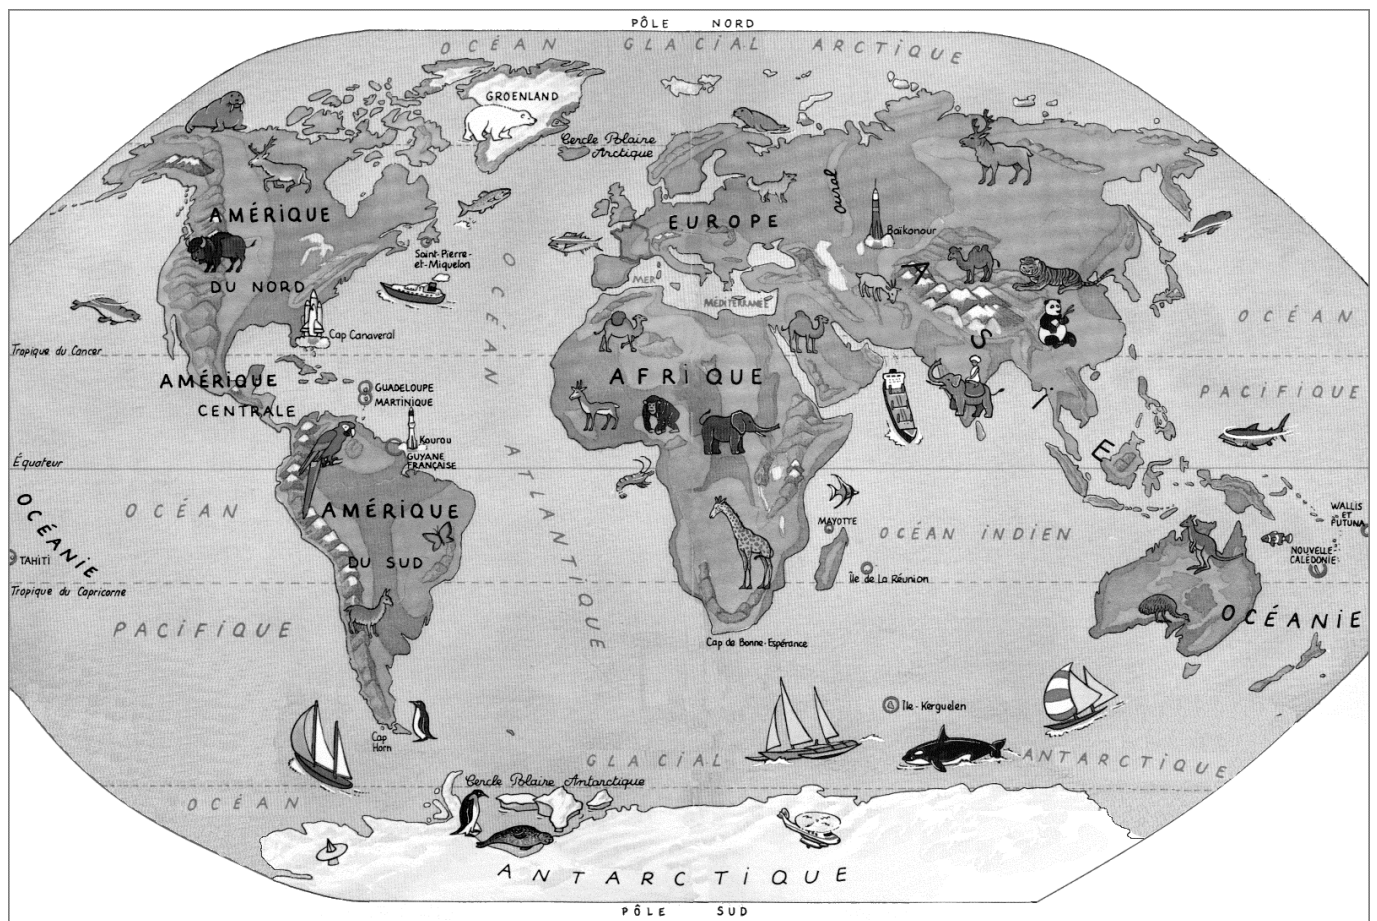 PÔLE NORD
OCÉAN GLACIAL ARCTIQUE
GROENLAND
Cercle Polaire
Arctique
AMÉRIQUE
DU NORD
EUROPE
Oural
Baïkonour
Saint-Pierre-
et-Miquelon
MER
MÉDITERRANÉE
ASIE
OCÉAN
PACIFIQUE
OCÉAN ATLANTIQUE
Cap Canaveral
Tropique du Cancer
AMÉRIQUE
CENTRALE
GUADELOUPE
MARTINIQUE
AFRIQUE
Kourou
GUYANE
FRANÇAISE
Équateur
OCÉANIE
OCÉAN
PACIFIQUE
TAHITI
AMÉRIQUE
DU SUD
MAYOTTE
OCÉAN INDIEN
WALLIS
ET
FUTUNA
NOUVELLE-
CALÉDONIE
Île de La Réunion
Tropique du Capricorne
OCÉANIE
Cap de Bonne-Espérance
Île-Kerguelen
Cap
Horn
OCÉAN GLACIAL ANTARCTIQUE
Cercle Polaire Antarctique
ANTARCTIQUE
PÔLE SUD